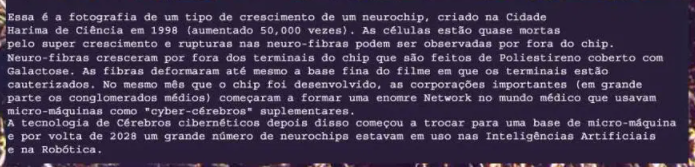 Essa é a fotografia de um tipo de crescimento de um neurochip, criado na Cidade
Harima de Ciência em 1998 (aumentado 50,000 vezes). As células estão quase mortas
pelo super crescimento e rupturas nas neuro-fibras podem ser observadas por fora do chip.
Neuro-fibras cresceram por fora dos terminais do chip que são feitos de Poliestireno coberto com
Galactose. As fibras deformaram até mesmo a base fina do filme em que os terminais estão
cauterizados. No mesmo mês que o chip foi desenvolvido, as corporações importantes (em grande
parte os conglomerados médios) começaram a formar uma enomre Network no mundo médico que usavam
micro-máquinas como "cyber-cérebros" suplementares.
A tecnologia de Cérebros cibernéticos depois disso começou a trocar para uma base de micro-máquina
e por volta de 2028 um grande número de neurochips estavam em uso nas Inteligências Artificiais
e na Robótica.